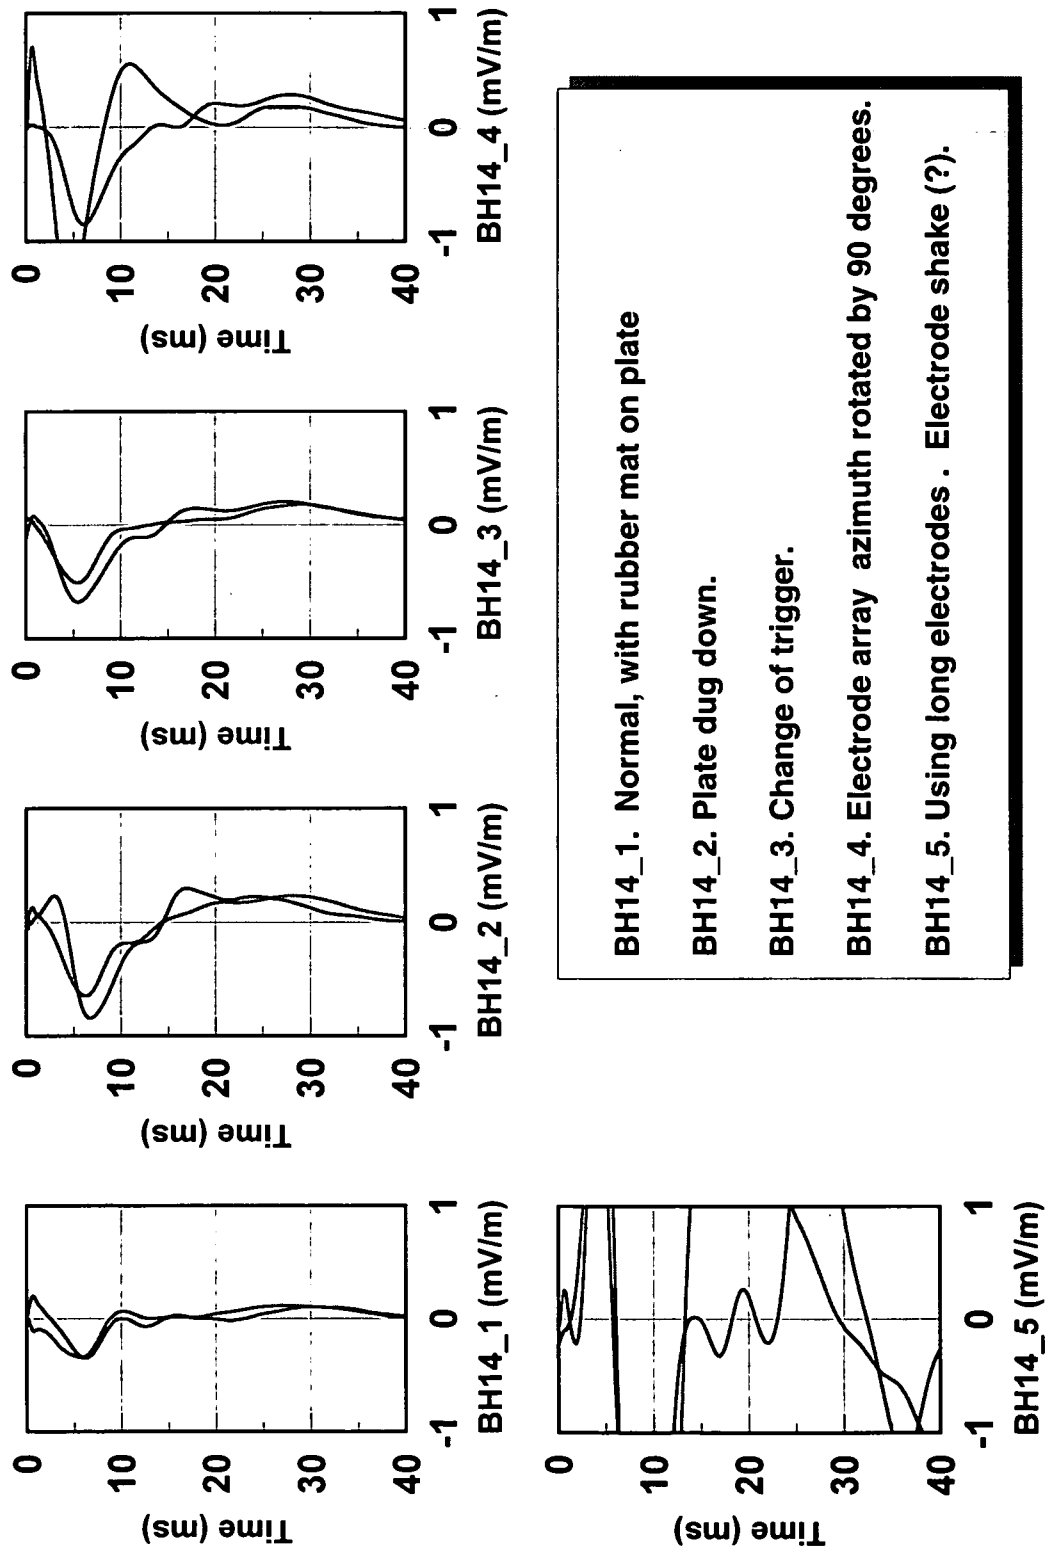 0
10
20
30
40
Time (ms)
-1 0 1
BH14_1 (mV/m)
0
10
20
30
40
Time (ms)
-1 0 1
BH14_2 (mV/m)
0
10
20
30
40
Time (ms)
-1 0 1
BH14_3 (mV/m)
0
10
20
30
40
Time (ms)
-1 0 1
BH14_4 (mV/m)
0
10
20
30
40
Time (ms)
-1 0 1
BH14_5 (mV/m)
BH14_1. Normal, with rubber mat on plate
BH14_2. Plate dug down.
BH14_3. Change of trigger.
BH14_4. Electrode array azimuth rotated by 90 degrees.
BH14_5. Using long electrodes . Electrode shake (?).